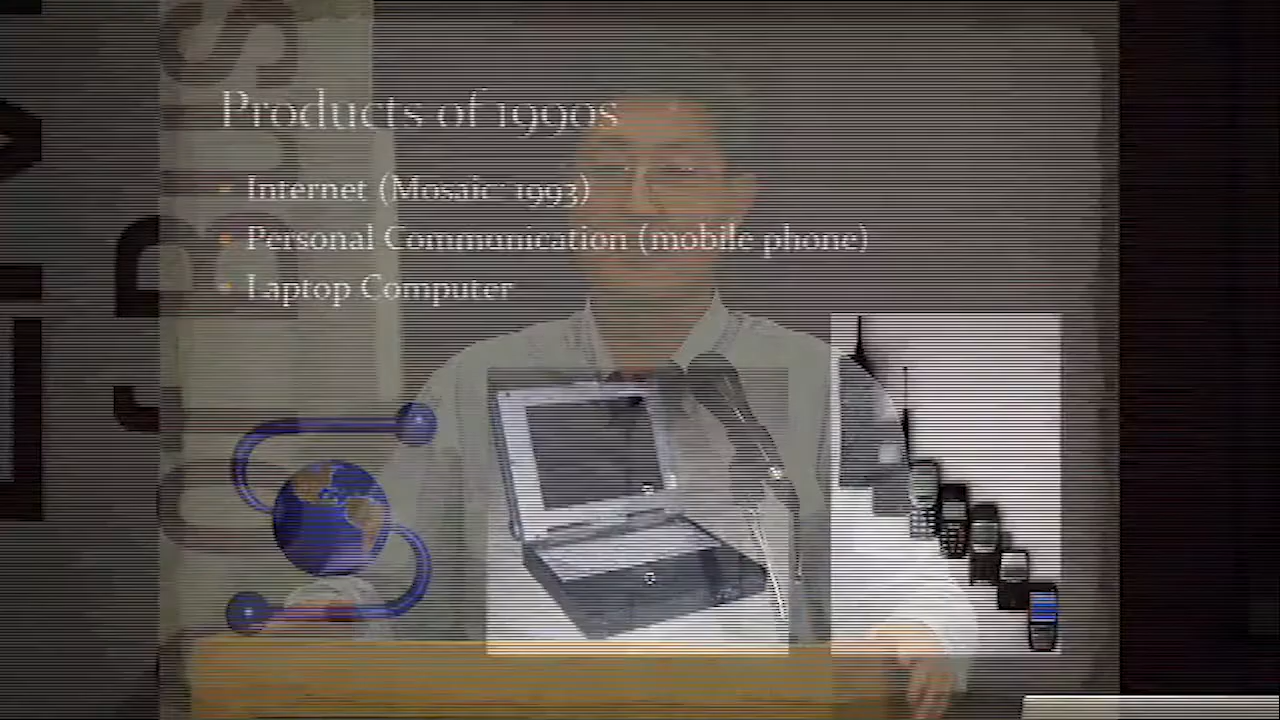 Products of 1990s
Internet (Mosaic: 1993)
Personal Communication (mobile phone)
Laptop Computer